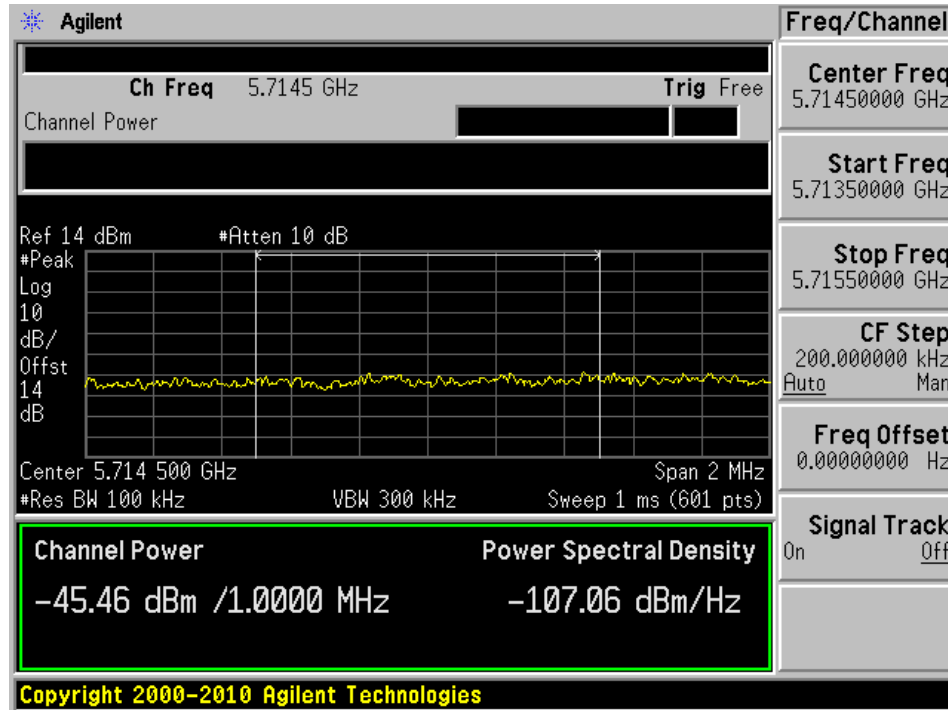 Agilent
Ch Freq 5.7145 GHz Trig Free
Channel Power
Ref 14 dBm #Atten 10 dB
#Peak
Log
10
dB/
Offst
14
dB
Center 5.714 500 GHz Span 2 MHz
#Res BW 100 kHz VBW 300 kHz Sweep 1 ms (601 pts)
Channel Power Power Spectral Density
-45.46 dBm /1.0000 MHz -107.06 dBm/Hz
Copyright 2000-2010 Agilent Technologies
Freq/Channel
Center Freq
5.71450000 GHz
Start Freq
5.71350000 GHz
Stop Freq
5.71550000 GHz
CF Step
200.000000 kHz
Auto Man
Freq Offset
0.00000000 Hz
Signal Track
On Off